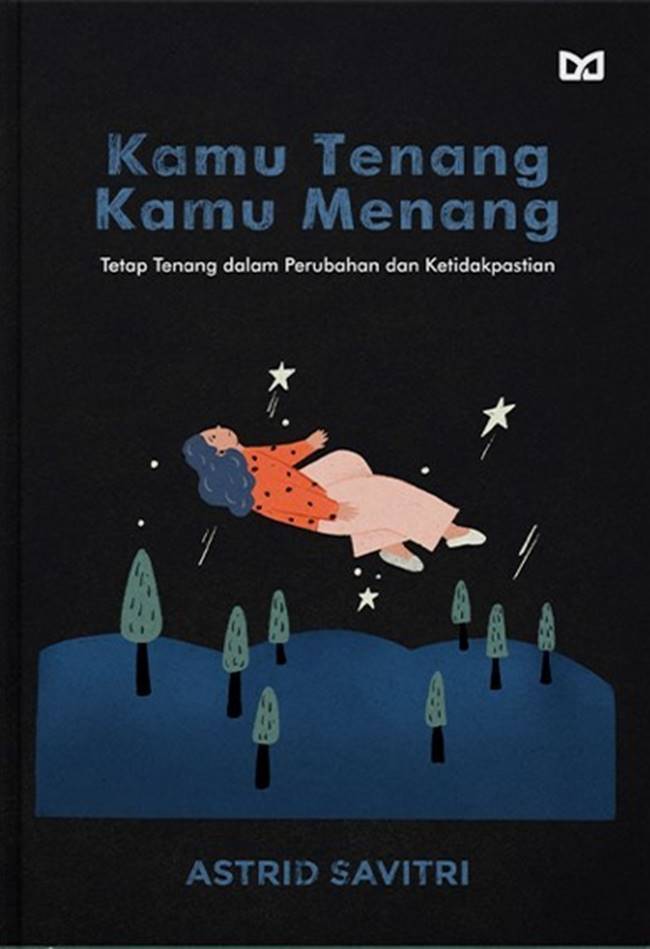 Kamu Tenang
Kamu Menang
Tetap Tenang dalam Perubahan dan Ketidakpastian
ASTRID SAVITRI